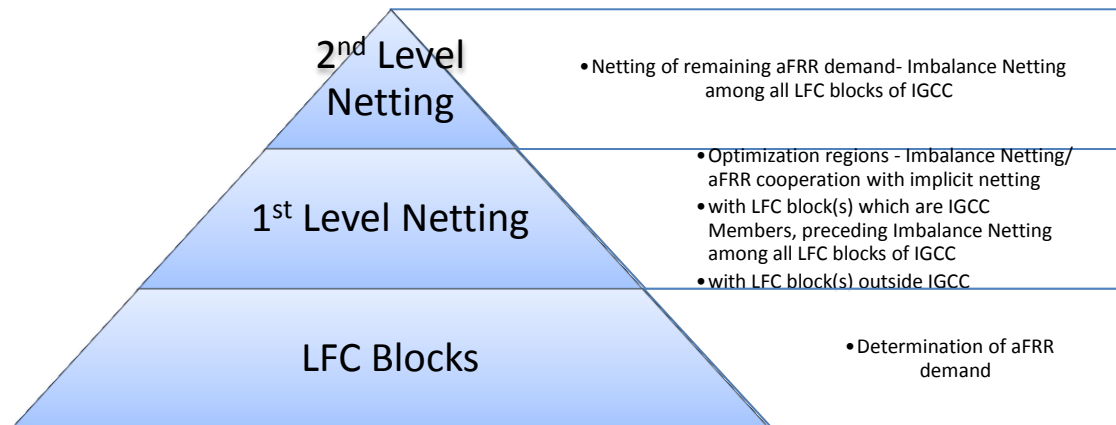 2nd Level
Netting
•Netting of remaining aFRR demand- Imbalance Netting
among all LFC blocks of IGCC
1st Level Netting
•Optimization regions - Imbalance Netting/
aFRR cooperation with implicit netting
•with LFC block(s) which are IGCC
Members, preceding Imbalance Netting
among all LFC blocks of IGCC
•with LFC block(s) outside IGCC
LFC Blocks
•Determination of aFRR
demand